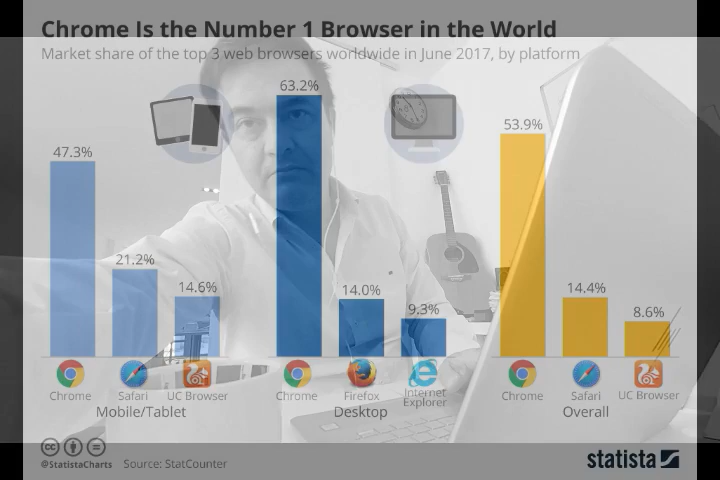 Chrome Is the Number 1 Browser in the World
Market share of the top 3 web browsers worldwide in June 2017, by platform
47.3%
21.2%
14.6%
Chrome
Safari
UC Browser
Mobile/Tablet
63.2%
14.0%
9.3%
Chrome
Firefox
Internet
Explorer
Desktop
53.9%
14.4%
8.6%
Chrome
Safari
UC Browser
Overall
@StatistaCharts Source: StatCounter
statista